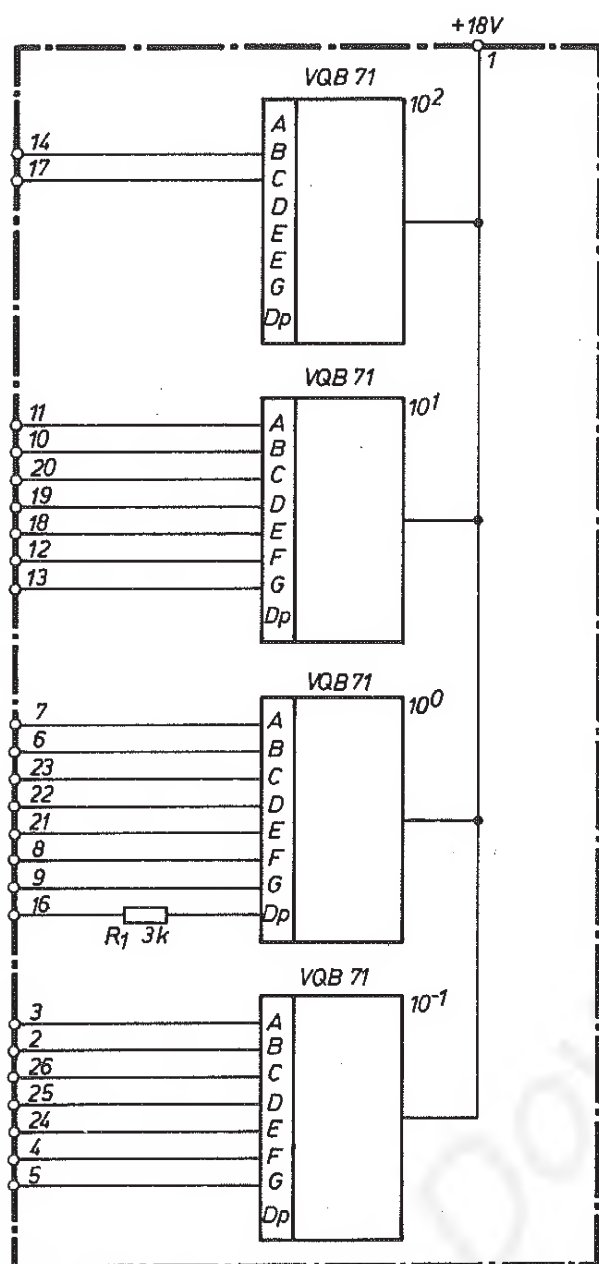 +18V
1
VQB 71
10²
14 A
17 B
C
D
E
E
G
Dp
VQB 71
10¹
11 A
10 B
20 C
19 D
18 E
12 F
13 G
Dp
VQB 71
10⁰
7 A
6 B
23 C
22 D
21 E
8 F
9 G
16 Dp
R₁ 3k
VQB 71
10⁻¹
3 A
2 B
26 C
25 D
24 E
4 F
5 G
Dp